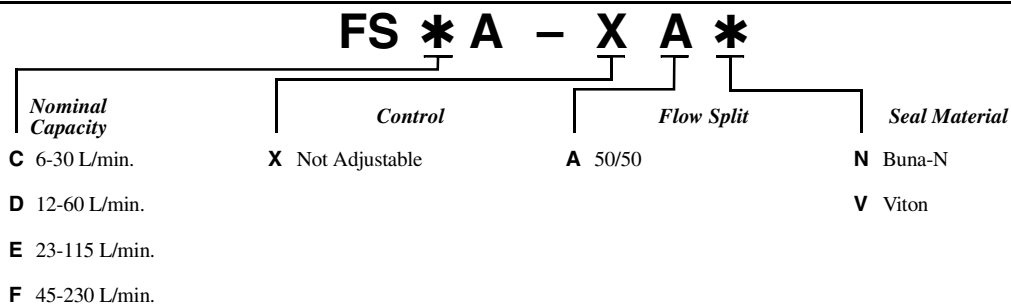 FS ✱ A – X A ✱
Nominal
Capacity
Control
Flow Split
Seal Material
C 6-30 L/min.
X Not Adjustable
A 50/50
N Buna-N
D 12-60 L/min.
V Viton
E 23-115 L/min.
F 45-230 L/min.